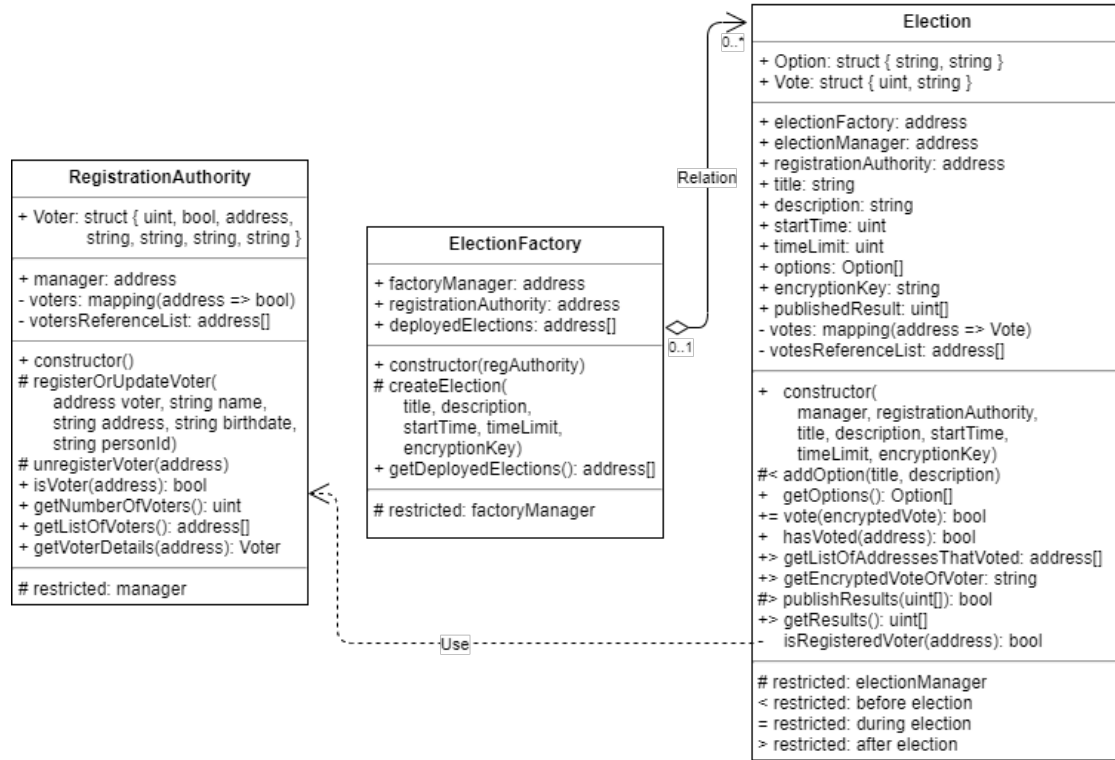 RegistrationAuthority
+ Voter: struct { uint, bool, address,
string, string, string, string }
+ manager: address
- voters: mapping(address => bool)
- votersReferenceList: address[]
+ constructor()
# registerOrUpdateVoter(
address voter, string name,
string address, string birthdate,
string personId)
# unregisterVoter(address)
+ isVoter(address): bool
+ getNumberOfVoters(): uint
+ getListOfVoters(): address[]
+ getVoterDetails(address): Voter
# restricted: manager
ElectionFactory
+ factoryManager: address
+ registrationAuthority: address
+ deployedElections: address[]
+ constructor(regAuthority)
# createElection(
title, description,
startTime, timeLimit,
encryptionKey)
+ getDeployedElections(): address[]
# restricted: factoryManager
0..1
Relation
0..*
Use
Election
+ Option: struct { string, string }
+ Vote: struct { uint, string }
+ electionFactory: address
+ electionManager: address
+ registrationAuthority: address
+ title: string
+ description: string
+ startTime: uint
+ timeLimit: uint
+ options: Option[]
+ encryptionKey: string
+ publishedResult: uint[]
- votes: mapping(address => Vote)
- votesReferenceList: address[]
+ constructor(
manager, registrationAuthority,
title, description, startTime,
timeLimit, encryptionKey)
#< addOption(title, description)
+ getOptions(): Option[]
+= vote(encryptedVote): bool
+ hasVoted(address): bool
+> getListOfAddressesThatVoted: address[]
+> getEncryptedVoteOfVoter: string
#> publishResults(uint[]): bool
+> getResults(): uint[]
- isRegisteredVoter(address): bool
# restricted: electionManager
< restricted: before election
= restricted: during election
> restricted: after election